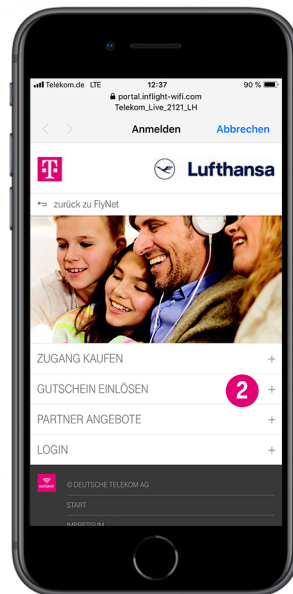 Telekom.de LTE 12:37 90 %
portal.inflight-wifi.com
Telekom_Live_2121_LH
Anmelden Abbrechen
T Lufthansa
zurück zu FlyNet
ZUGANG KAUFEN +
GUTSCHEIN EINLÖSEN 2 +
PARTNER ANGEBOTE +
LOGIN +
HOTSPOT © DEUTSCHE TELEKOM AG
START
IMPRESSUM